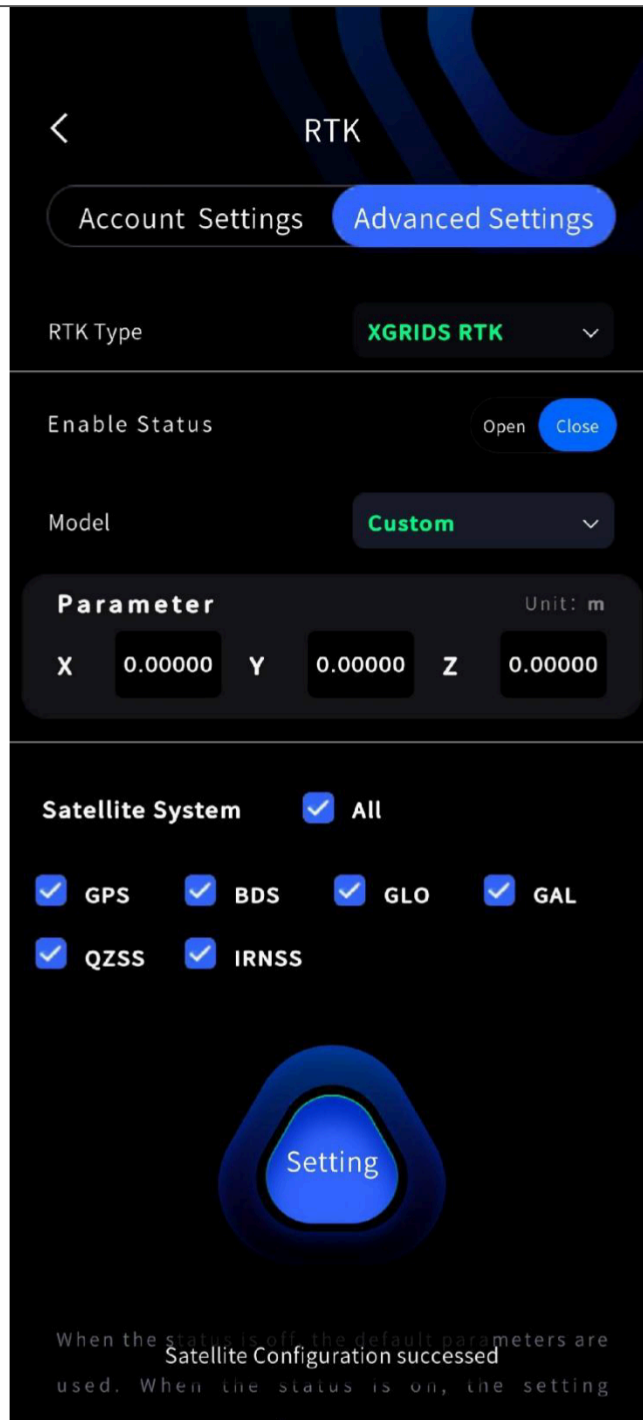 RTK
Account Settings Advanced Settings
RTK Type XGRIDS RTK
Enable Status Open Close
Model Custom
Parameter Unit: m
X 0.00000 Y 0.00000 Z 0.00000
Satellite System All
GPS BDS GLO GAL
QZSS IRNSS
Setting
When the status is off, the default parameters are
Satellite Configuration successed
used. When the status is on, the setting